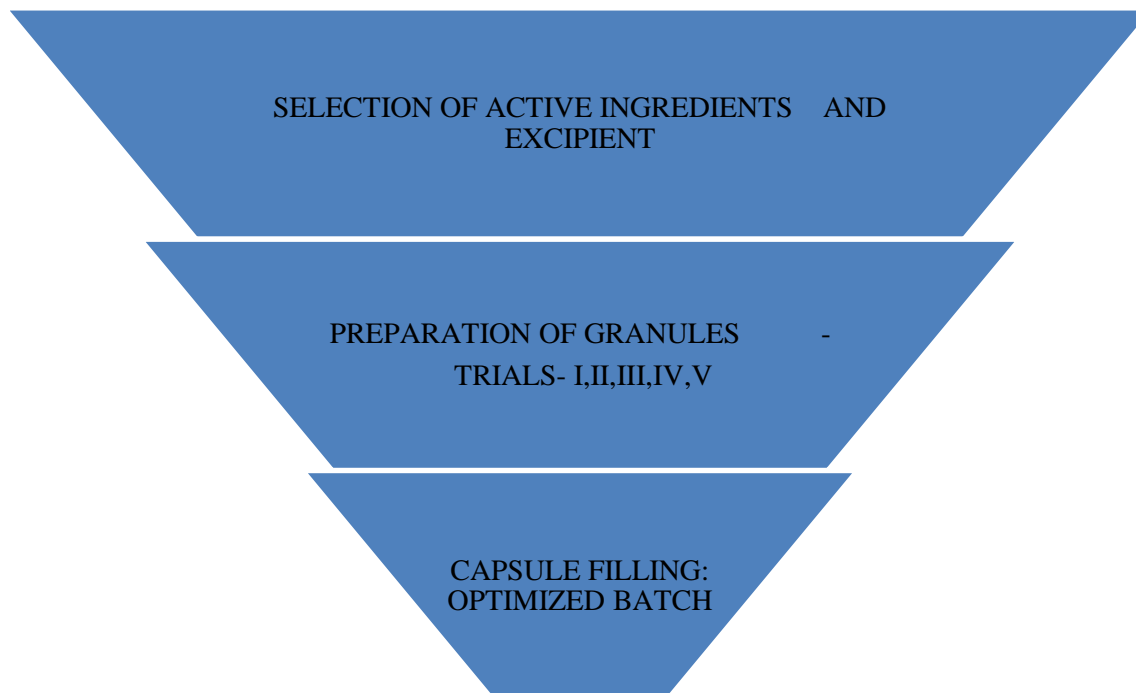 SELECTION OF ACTIVE INGREDIENTS AND
EXCIPIENT
PREPARATION OF GRANULES -
TRIALS- I,II,III,IV,V
CAPSULE FILLING:
OPTIMIZED BATCH